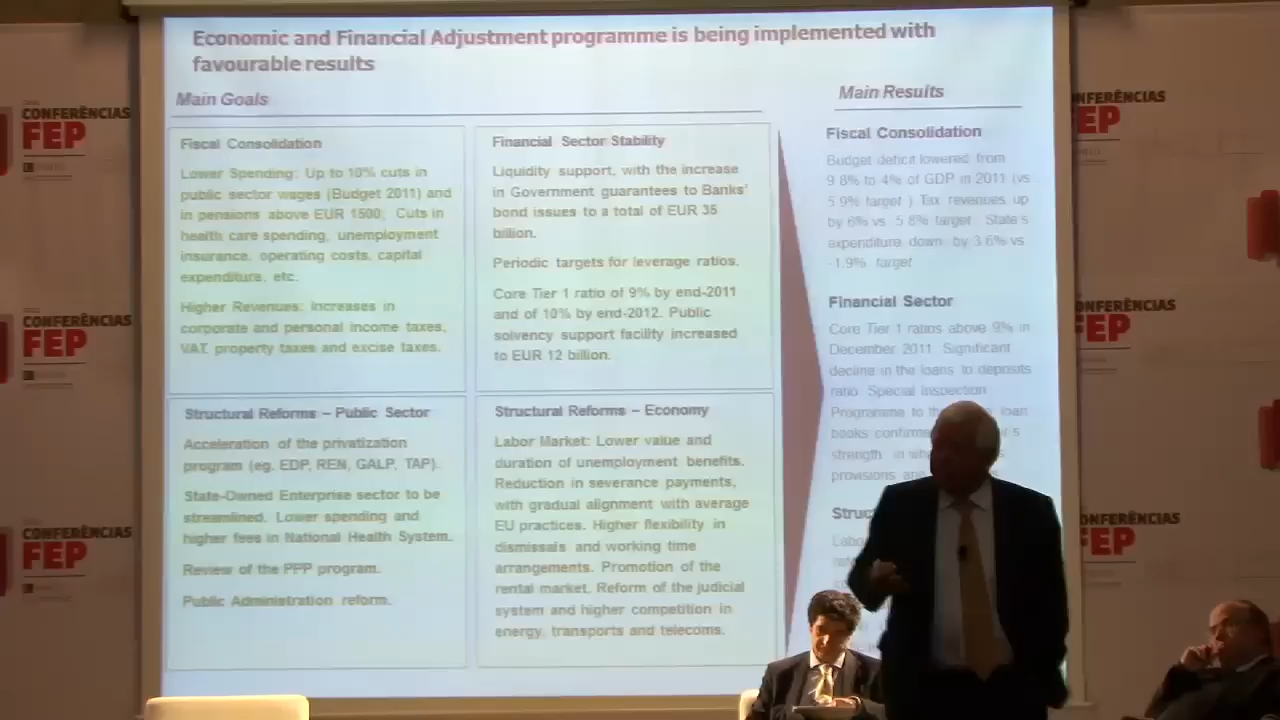 Economic and Financial Adjustment programme is being implemented with
favourable results
Main Goals
Fiscal Consolidation
Lower Spending: Up to 10% cuts in
public sector wages (Budget 2011) and
in pensions above EUR 1500; Cuts in
health care spending, unemployment
insurance, operating costs, capital
expenditure, etc.
Higher Revenues: Increases in
corporate and personal income taxes,
VAT, property taxes and excise taxes.
Financial Sector Stability
Liquidity support, with the increase
in Government guarantees to Banks'
bond issues to a total of EUR 35
billion.
Periodic targets for leverage ratios.
Core Tier 1 ratio of 9% by end-2011
and of 10% by end-2012. Public
solvency support facility increased
to EUR 12 billion.
Structural Reforms – Public Sector
Acceleration of the privatization
program (eg. EDP, REN, GALP, TAP).
State-Owned Enterprise sector to be
streamlined. Lower spending and
higher fees in National Health System.
Review of the PPP program.
Public Administration reform.
Structural Reforms – Economy
Labor Market: Lower value and
duration of unemployment benefits.
Reduction in severance payments,
with gradual alignment with average
EU practices. Higher flexibility in
dismissals and working time
arrangements. Promotion of the
rental market. Reform of the judicial
system and higher competition in
energy, transports and telecoms.
Main Results
Fiscal Consolidation
Budget deficit lowered from
9.8% to 4% of GDP in 2011 (vs
5.9% target ) Tax revenues up
by 6% vs 5.8% target. State's
expenditure down by 3.6% vs
-1.9% target
Financial Sector
Core Tier 1 ratios above 9% in
December 2011. Significant
decline in the loans to deposits
ratio. Special Inspection
Programme to loan
books
strength in
provisions
CONFERÊNCIAS
FEP
CONFERÊNCIAS
FEP
CONFERÊNCIAS
FEP
NFERÊNCIAS
EP
ONFERÊNCIAS
FEP
ONFERÊNCIAS
EP